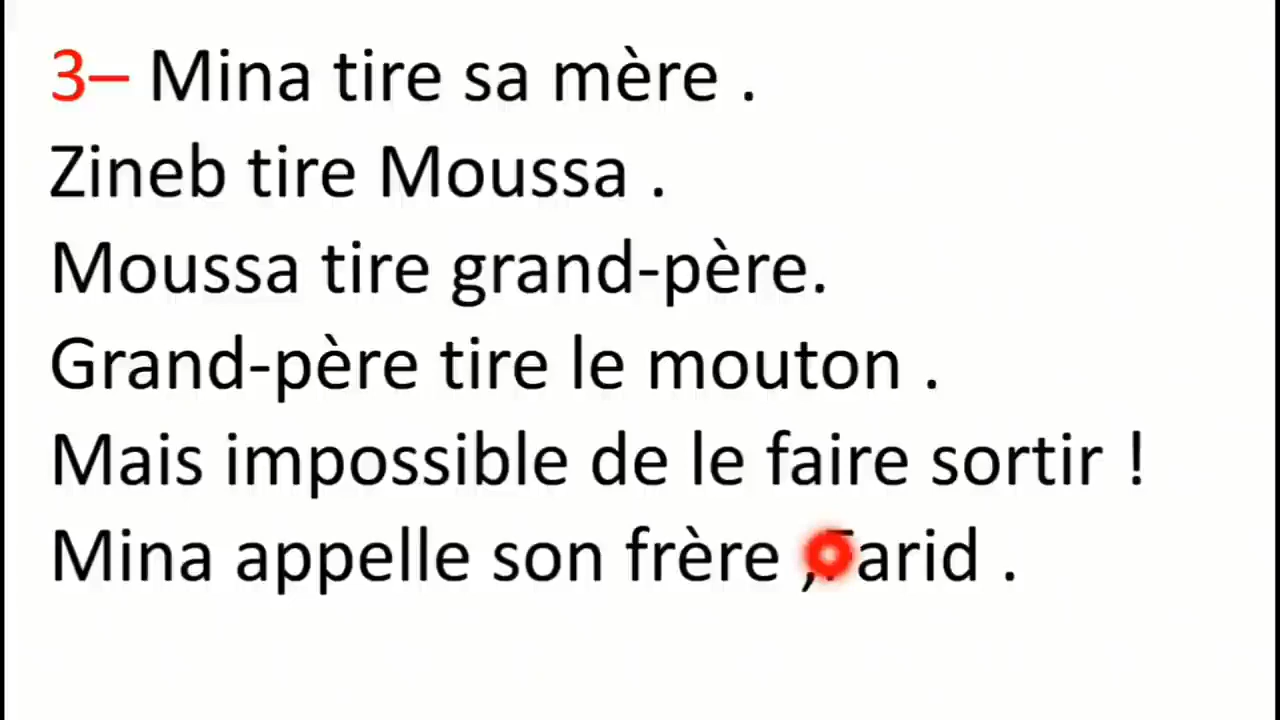 3– Mina tire sa mère .
Zineb tire Moussa .
Moussa tire grand-père.
Grand-père tire le mouton .
Mais impossible de le faire sortir !
Mina appelle son frère ,Farid .